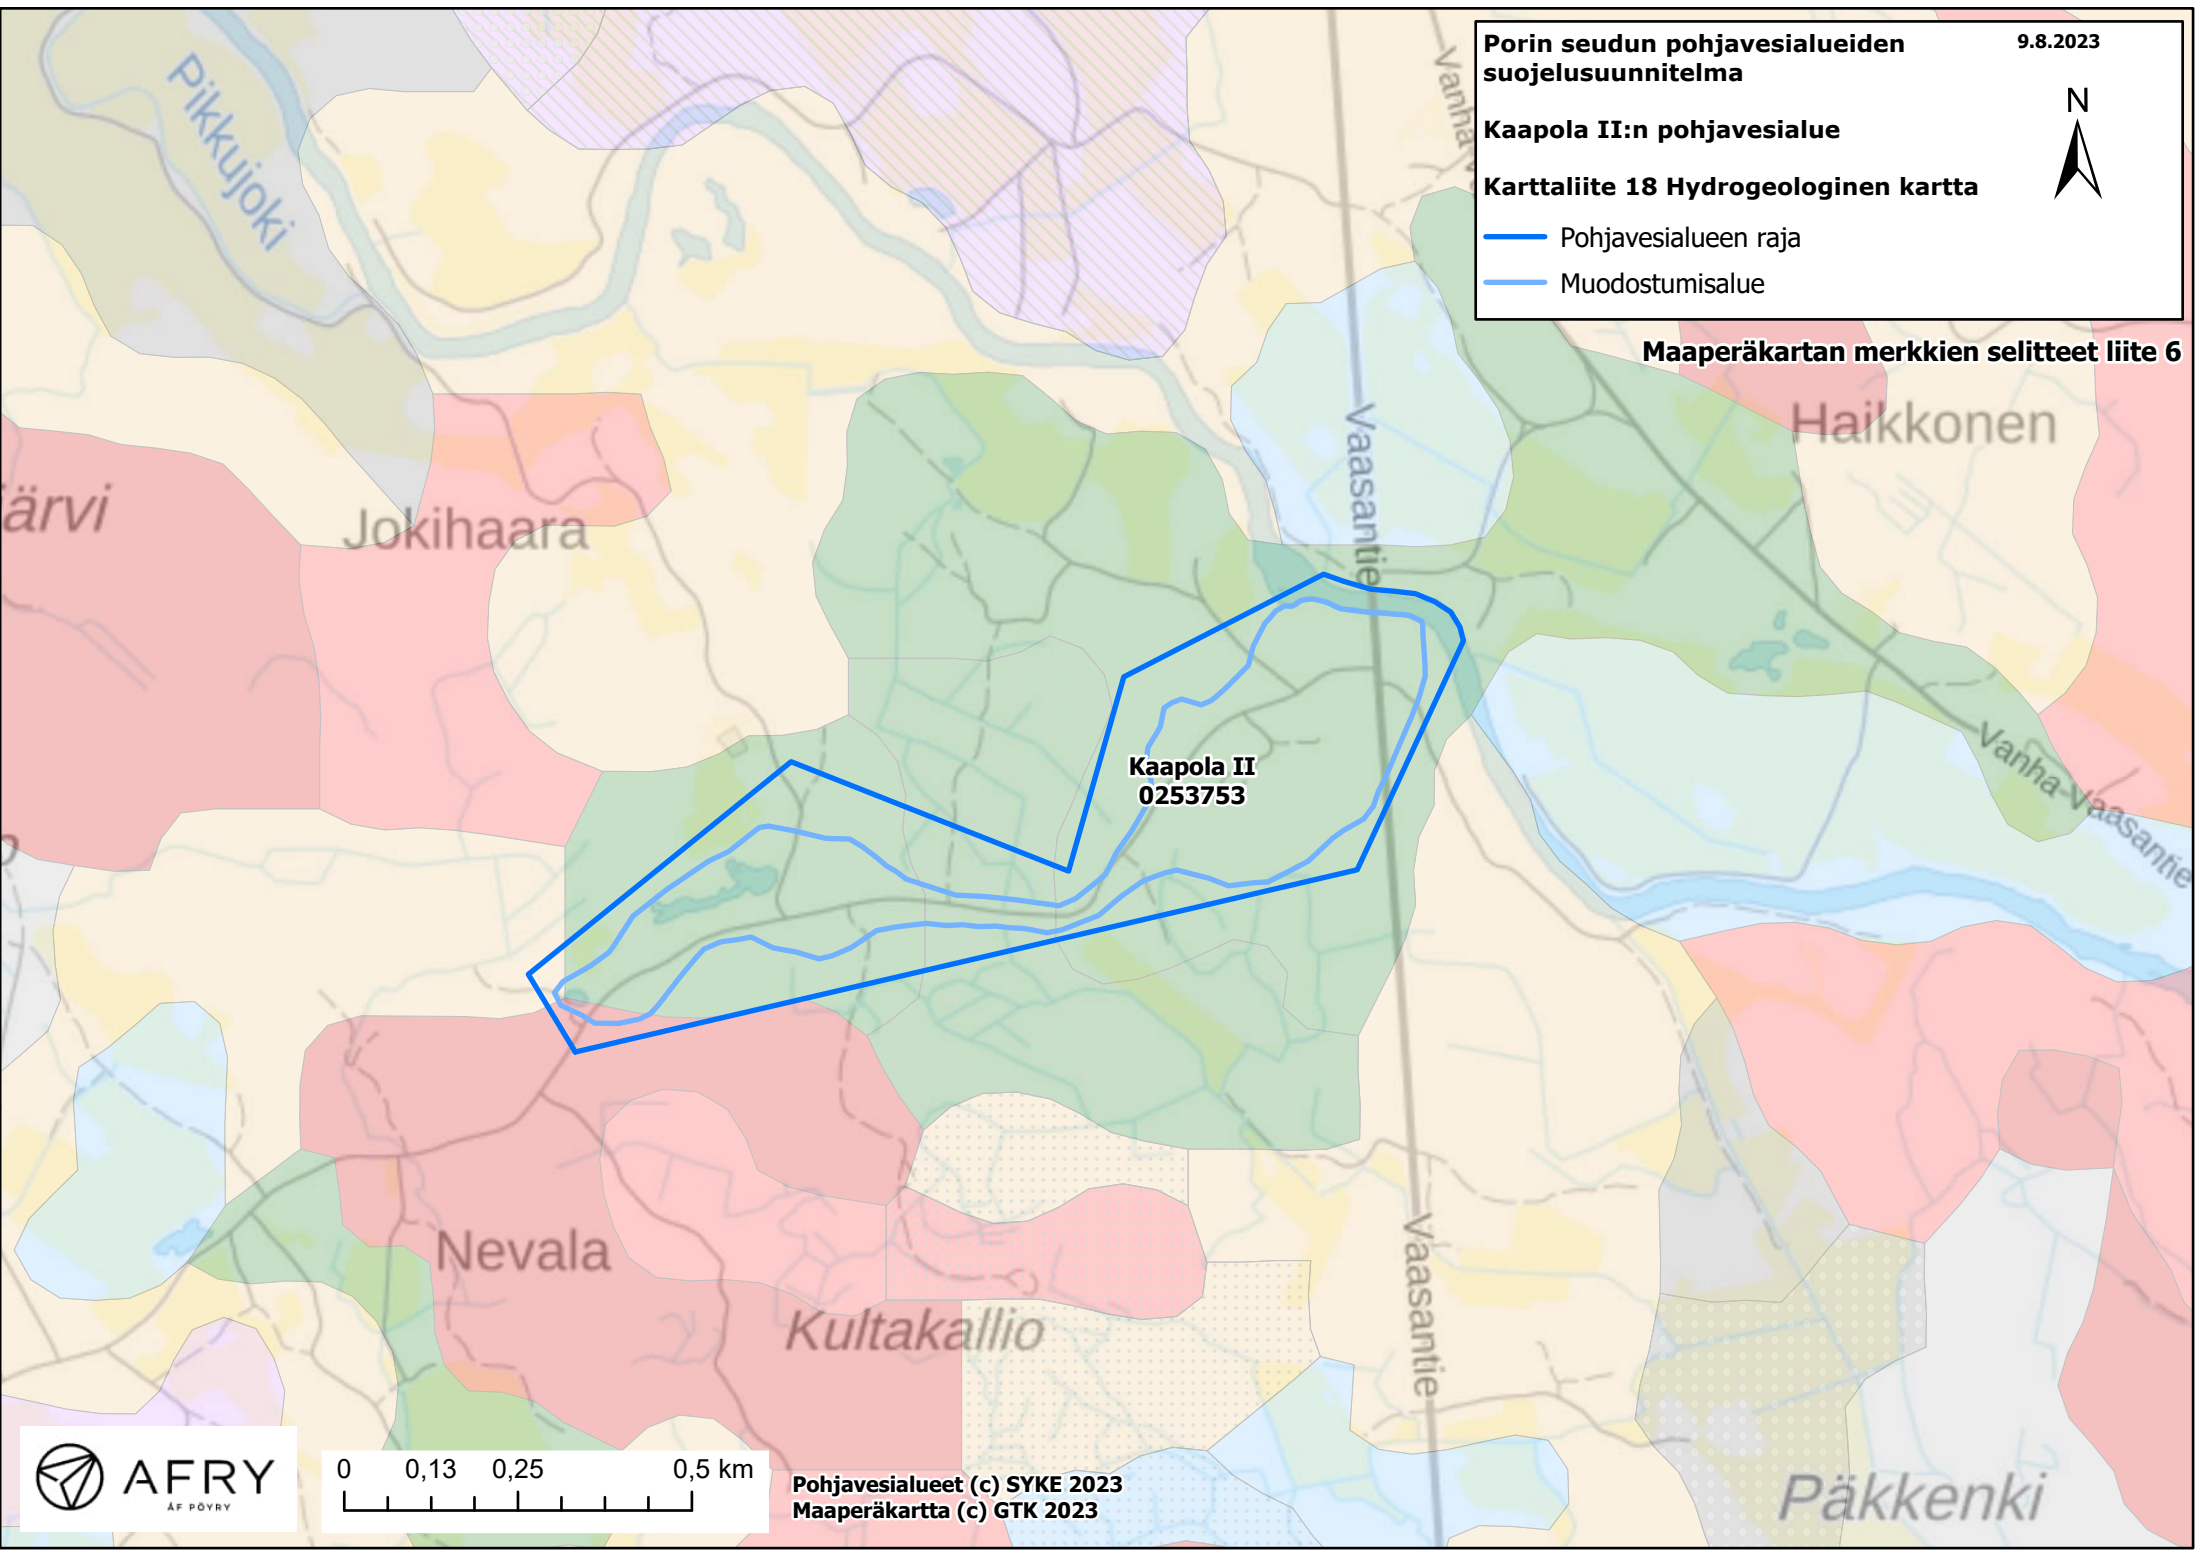 Porin seudun pohjavesialueiden
suojelusuunnitelma
9.8.2023
Kaapola II:n pohjavesialue
N
Karttaliite 18 Hydrogeologinen kartta
Pohjavesialueen raja
Muodostumisalue
Maaperäkartan merkkien selitteet liite 6
Pikkujoki
Vanha
Haikkonen
ärvi
Jokihaara
Vaasantie
Kaapola II
0253753
Vanha-Vaasantie
Nevala
Kultakallio
Vaasantie
Päkkenki
AFRY
ÅF PÖYRY
0 0,13 0,25 0,5 km
Pohjavesialueet (c) SYKE 2023
Maaperäkartta (c) GTK 2023